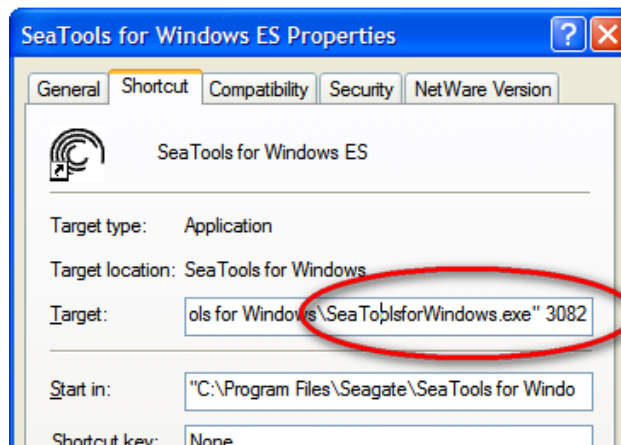 SeaTools for Windows ES Properties
General Shortcut Compatibility Security NetWare Version
SeaTools for Windows ES
Target type: Application
Target location: SeaTools for Windows
Target: ols for Windows\SeaToolsforWindows.exe" 3082
Start in: "C:\Program Files\Seagate\SeaTools for Windo
Shortcut key: None